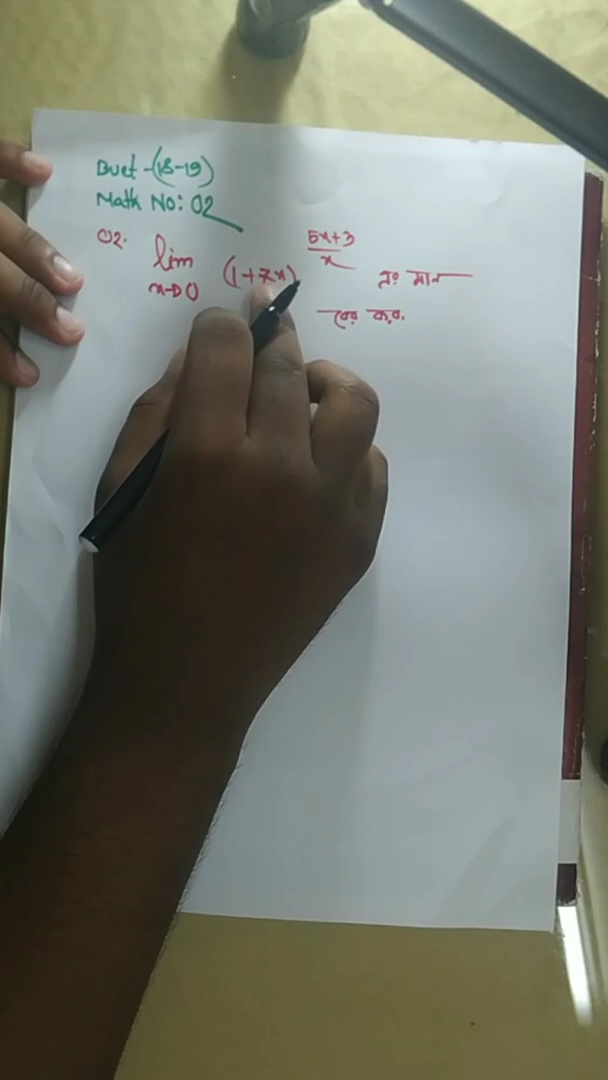 Buet-(18-19)
Math No: 02
02. lim x→0 (1+7x) 5x+3/x এর মান
বের কর.